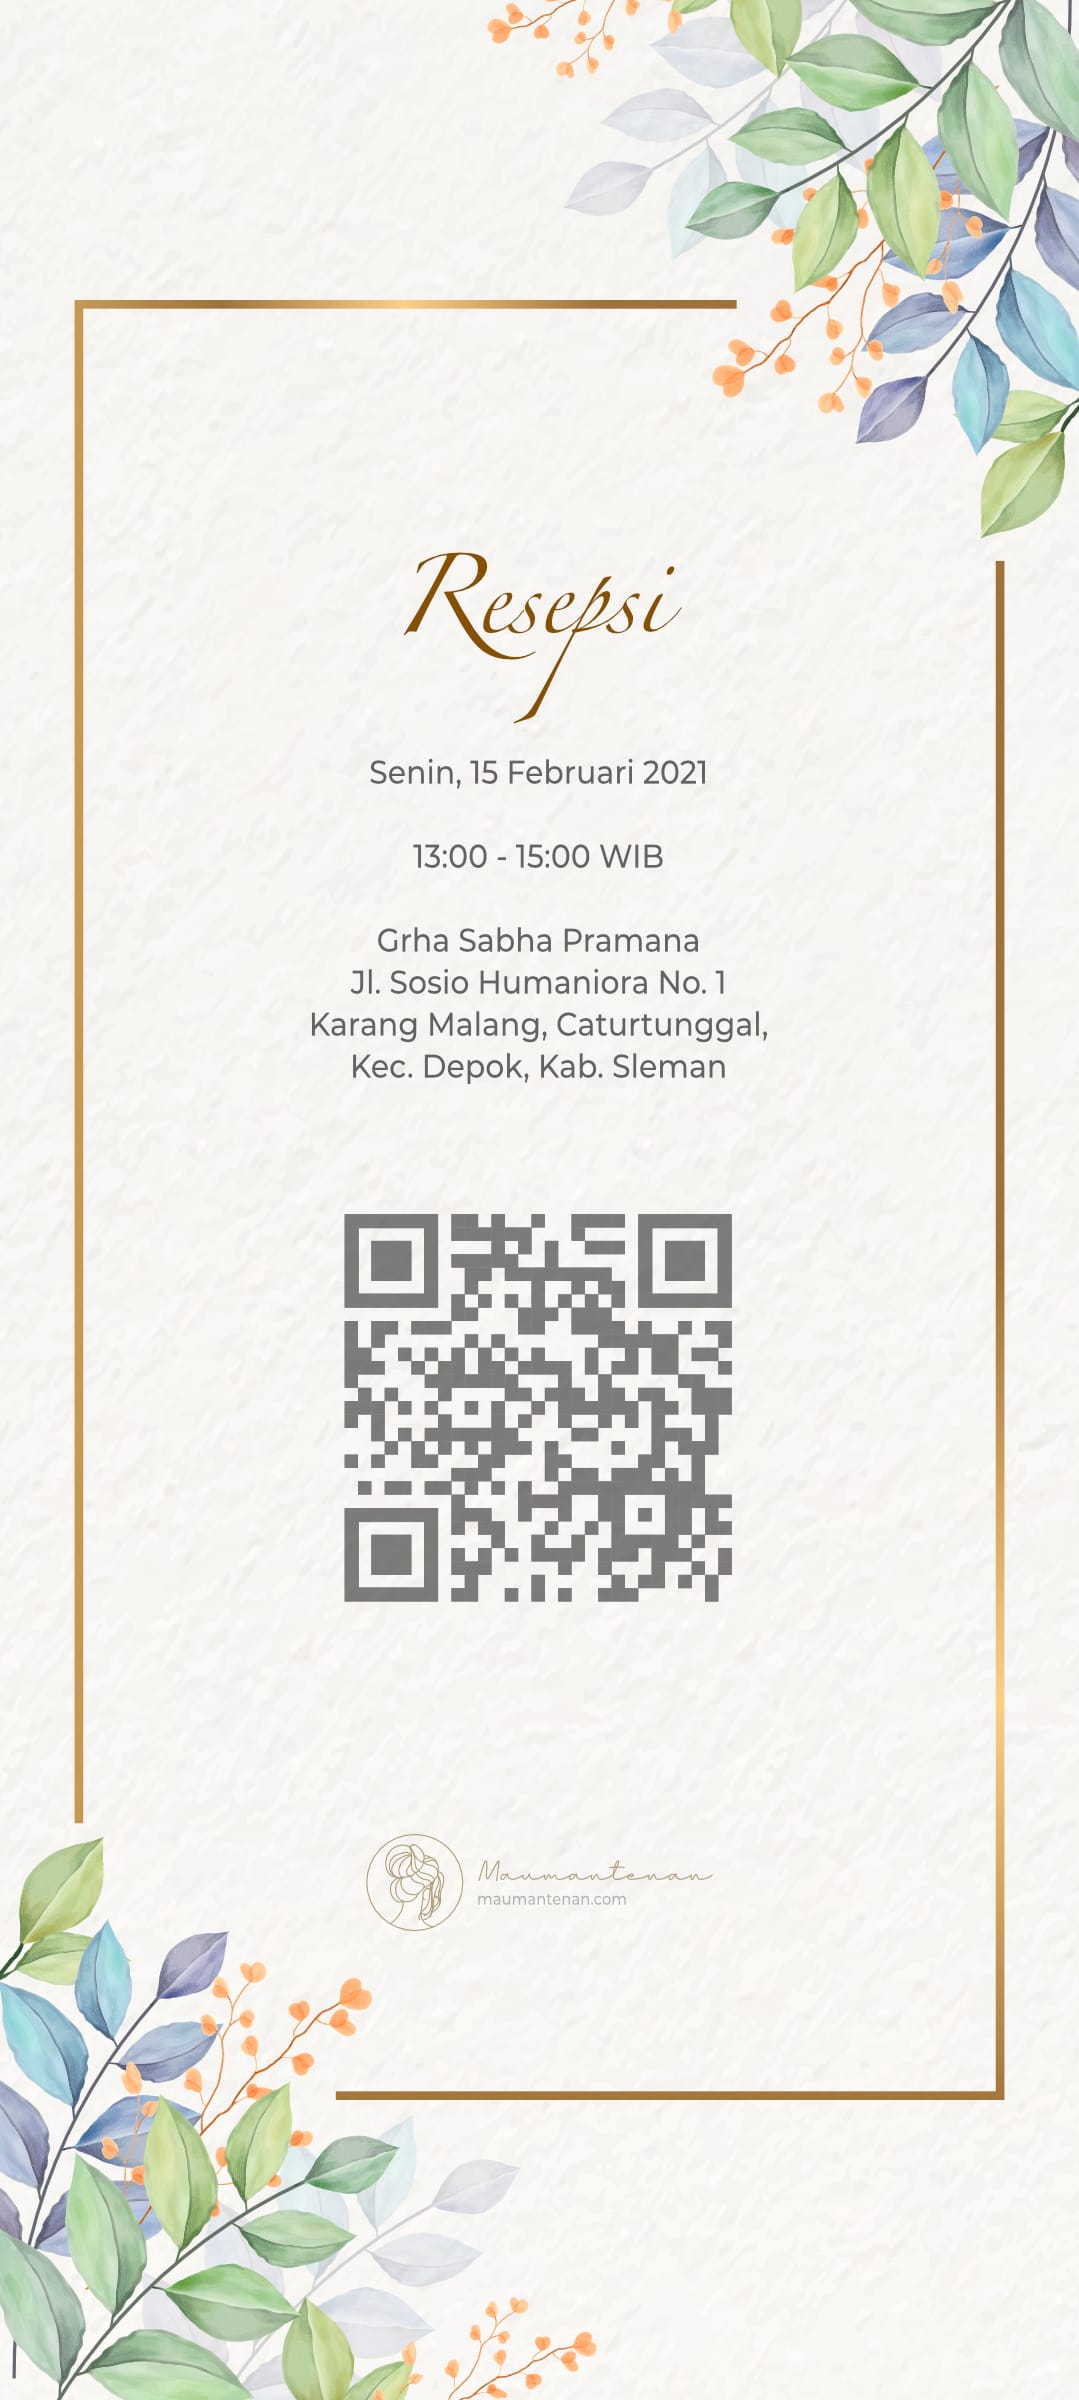 Resepsi
Senin, 15 Februari 2021
13:00 - 15:00 WIB
Grha Sabha Pramana
Jl. Sosio Humaniora No. 1
Karang Malang, Caturtunggal,
Kec. Depok, Kab. Sleman
Maumantenan
maumantenan.com